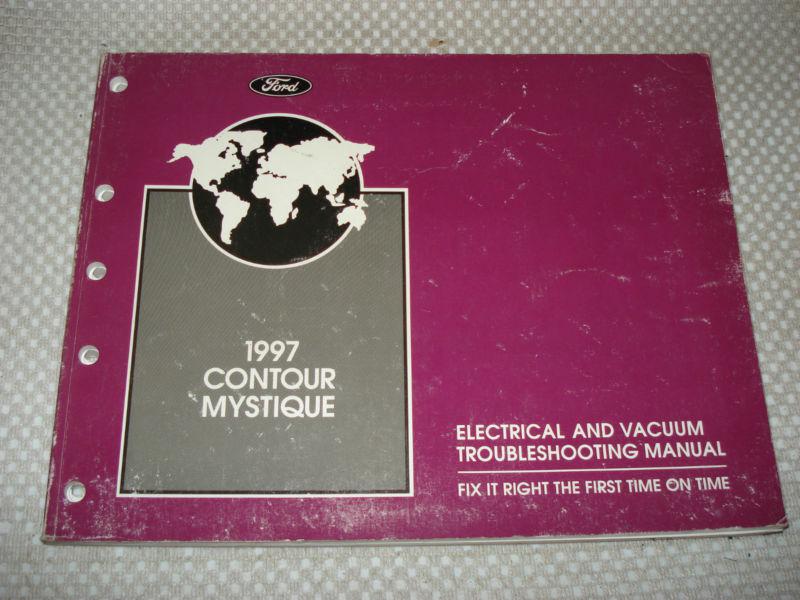 Ford
1997
CONTOUR
MYSTIQUE
ELECTRICAL AND VACUUM
TROUBLESHOOTING MANUAL
FIX IT RIGHT THE FIRST TIME ON TIME